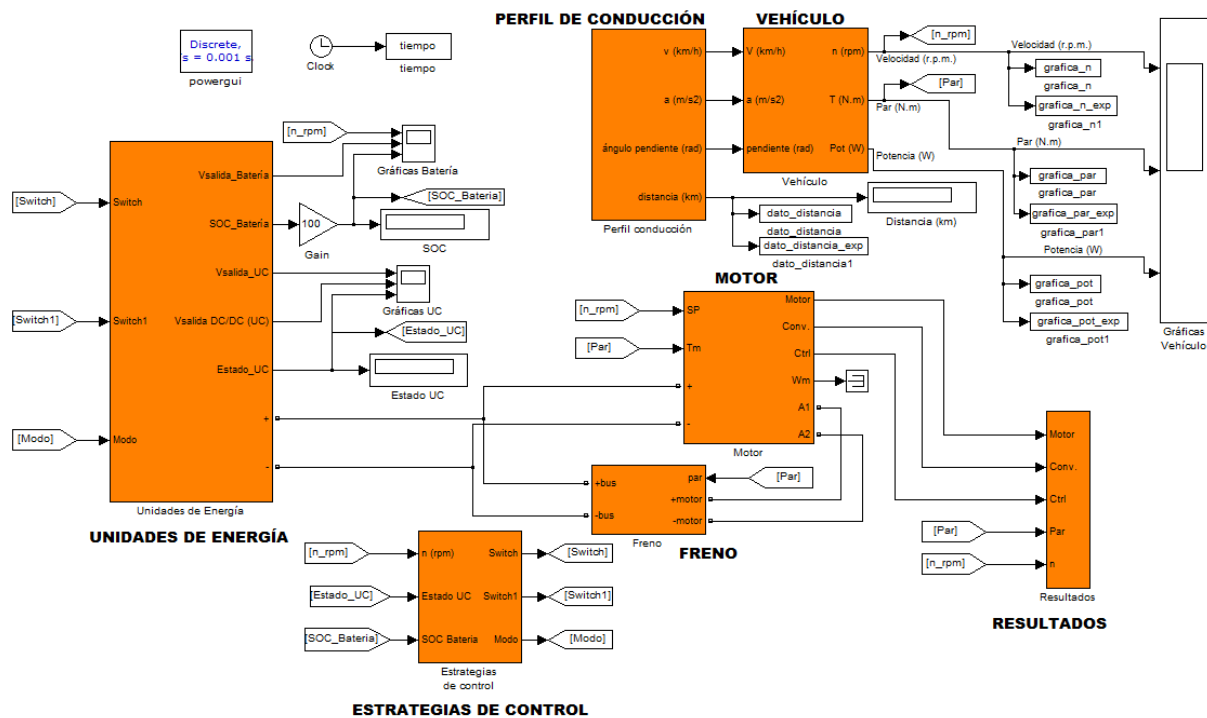 PERFIL DE CONDUCCIÓN
VEHÍCULO
Discrete,
s = 0.001 s
powergui
Clock
tiempo
tiempo
v (km/h)
a (m/s2)
ángulo pendiente (rad)
distancia (km)
Perfil conducción
V (km/h)
a (m/s2)
pendiente (rad)
n (rpm)
T (N.m)
Pot (W)
Vehículo
[n_rpm]
Velocidad (r.p.m.)
Velocidad (r.p.m.)
grafica_n
grafica_n
grafica_n_exp
grafica_n1
[Par]
Par (N.m)
Par (N.m)
grafica_par
grafica_par
grafica_par_exp
grafica_par1
Potencia (W)
Potencia (W)
grafica_pot
grafica_pot
grafica_pot_exp
grafica_pot1
Gráficas
Vehículo
dato_distancia
dato_distancia
dato_distancia_exp
dato_distancia1
Distancia (km)
[n_rpm]
Gráficas Batería
[Switch]
[Switch1]
[Modo]
Switch
Switch1
Modo
Vsalida_Batería
SOC_Batería
Vsalida_UC
Vsalida DC/DC (UC)
Estado_UC
+
-
Unidades de Energía
UNIDADES DE ENERGÍA
100
Gain
[SOC_Bateria]
SOC
Gráficas UC
[Estado_UC]
Estado UC
MOTOR
[n_rpm]
[Par]
SP
Tm
+
-
Motor
Conv.
Ctrl
Wm
A1
A2
Motor
+bus
-bus
par
+motor
-motor
[Par]
Freno
FRENO
[n_rpm]
[Estado_UC]
[SOC_Bateria]
n (rpm)
Estado UC
SOC Bateria
Switch
Switch1
Modo
[Switch]
[Switch1]
[Modo]
Estrategias
de control
ESTRATEGIAS DE CONTROL
[Par]
[n_rpm]
Motor
Conv.
Ctrl
Par
n
Resultados
RESULTADOS